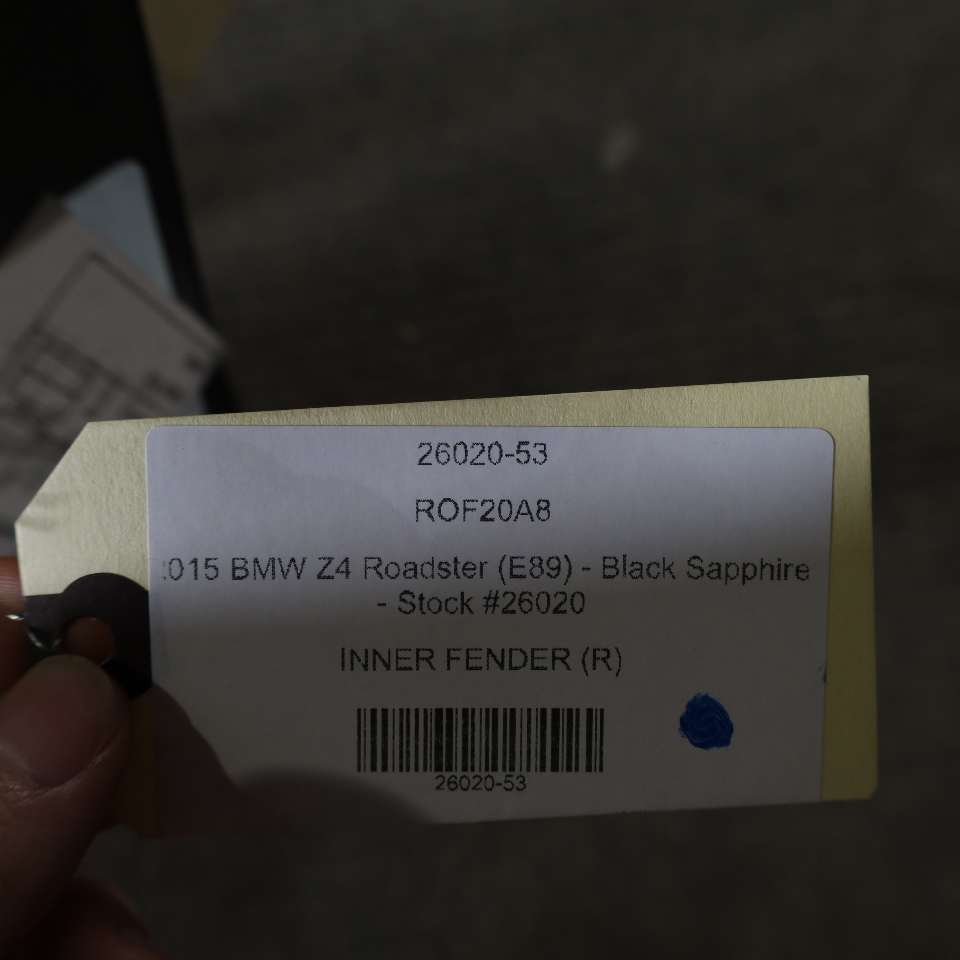 26020-53
ROF20A8
:015 BMW Z4 Roadster (E89) - Black Sapphire
- Stock #26020
INNER FENDER (R)
26020-53